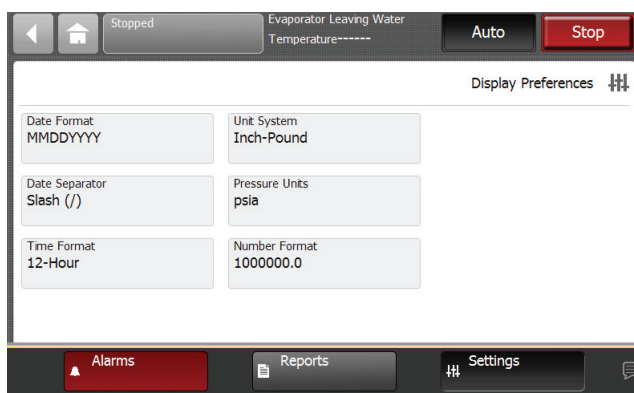 Stopped
Evaporator Leaving Water
Temperature------
Auto
Stop
Display Preferences
Date Format
MMDDYYYY
Unit System
Inch-Pound
Date Separator
Slash (/)
Pressure Units
psia
Time Format
12-Hour
Number Format
1000000.0
Alarms
Reports
Settings